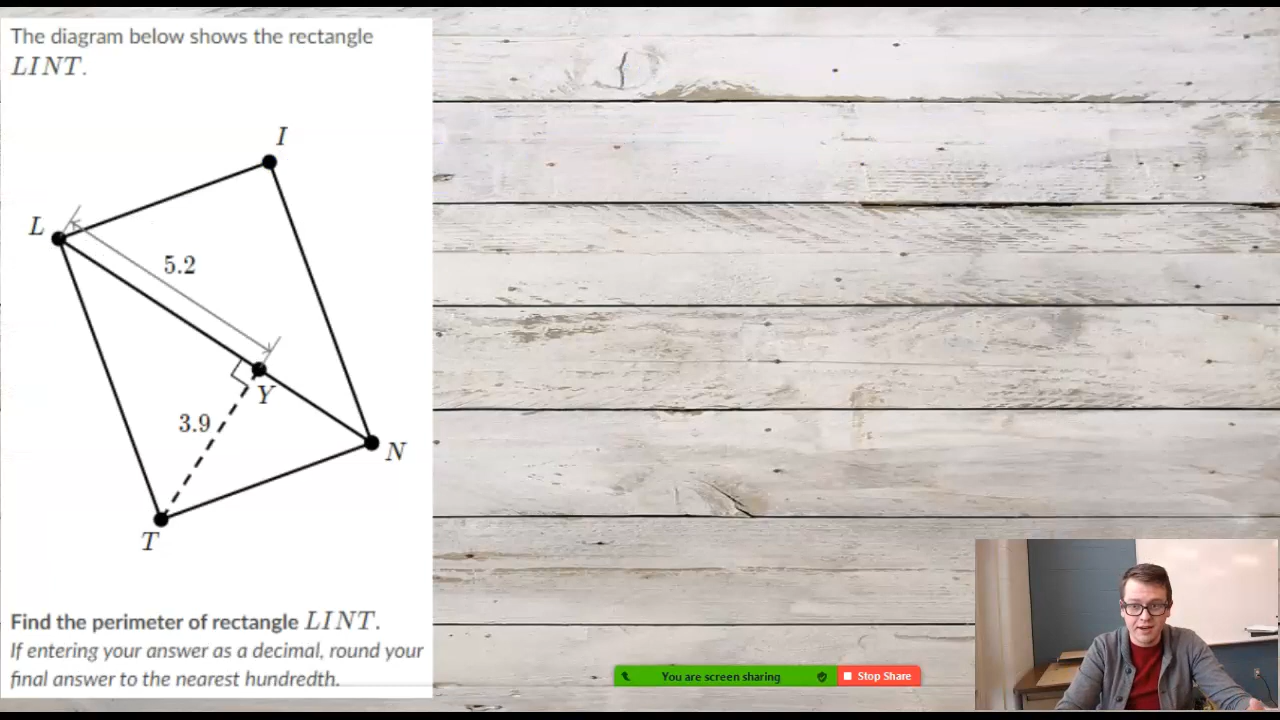 The diagram below shows the rectangle
LINT.
I
L
5.2
Y
3.9
N
T
Find the perimeter of rectangle LINT.
If entering your answer as a decimal, round your
final answer to the nearest hundredth.
You are screen sharing
Stop Share